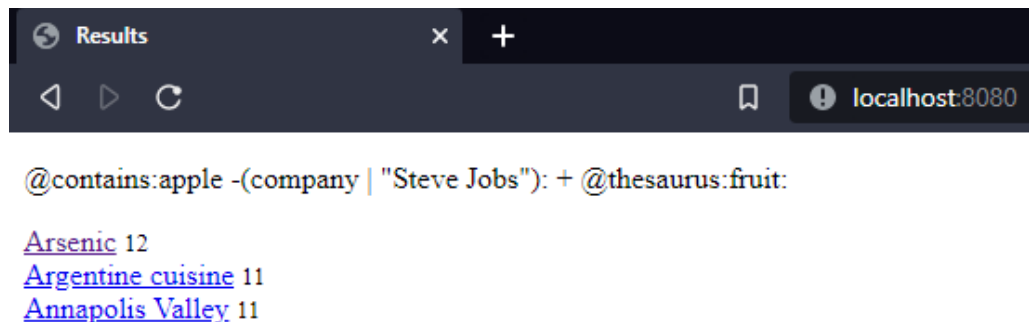 Results
localhost:8080
@contains:apple -(company | "Steve Jobs"): + @thesaurus:fruit:
Arsenic 12
Argentine cuisine 11
Annapolis Valley 11